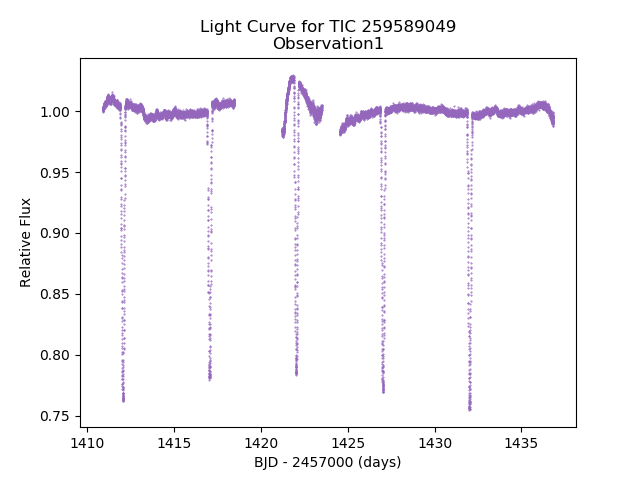 Light Curve for TIC 259589049
Observation1
1.00
0.95
0.90
0.85
0.80
0.75
Relative Flux
1410 1415 1420 1425 1430 1435
BJD - 2457000 (days)